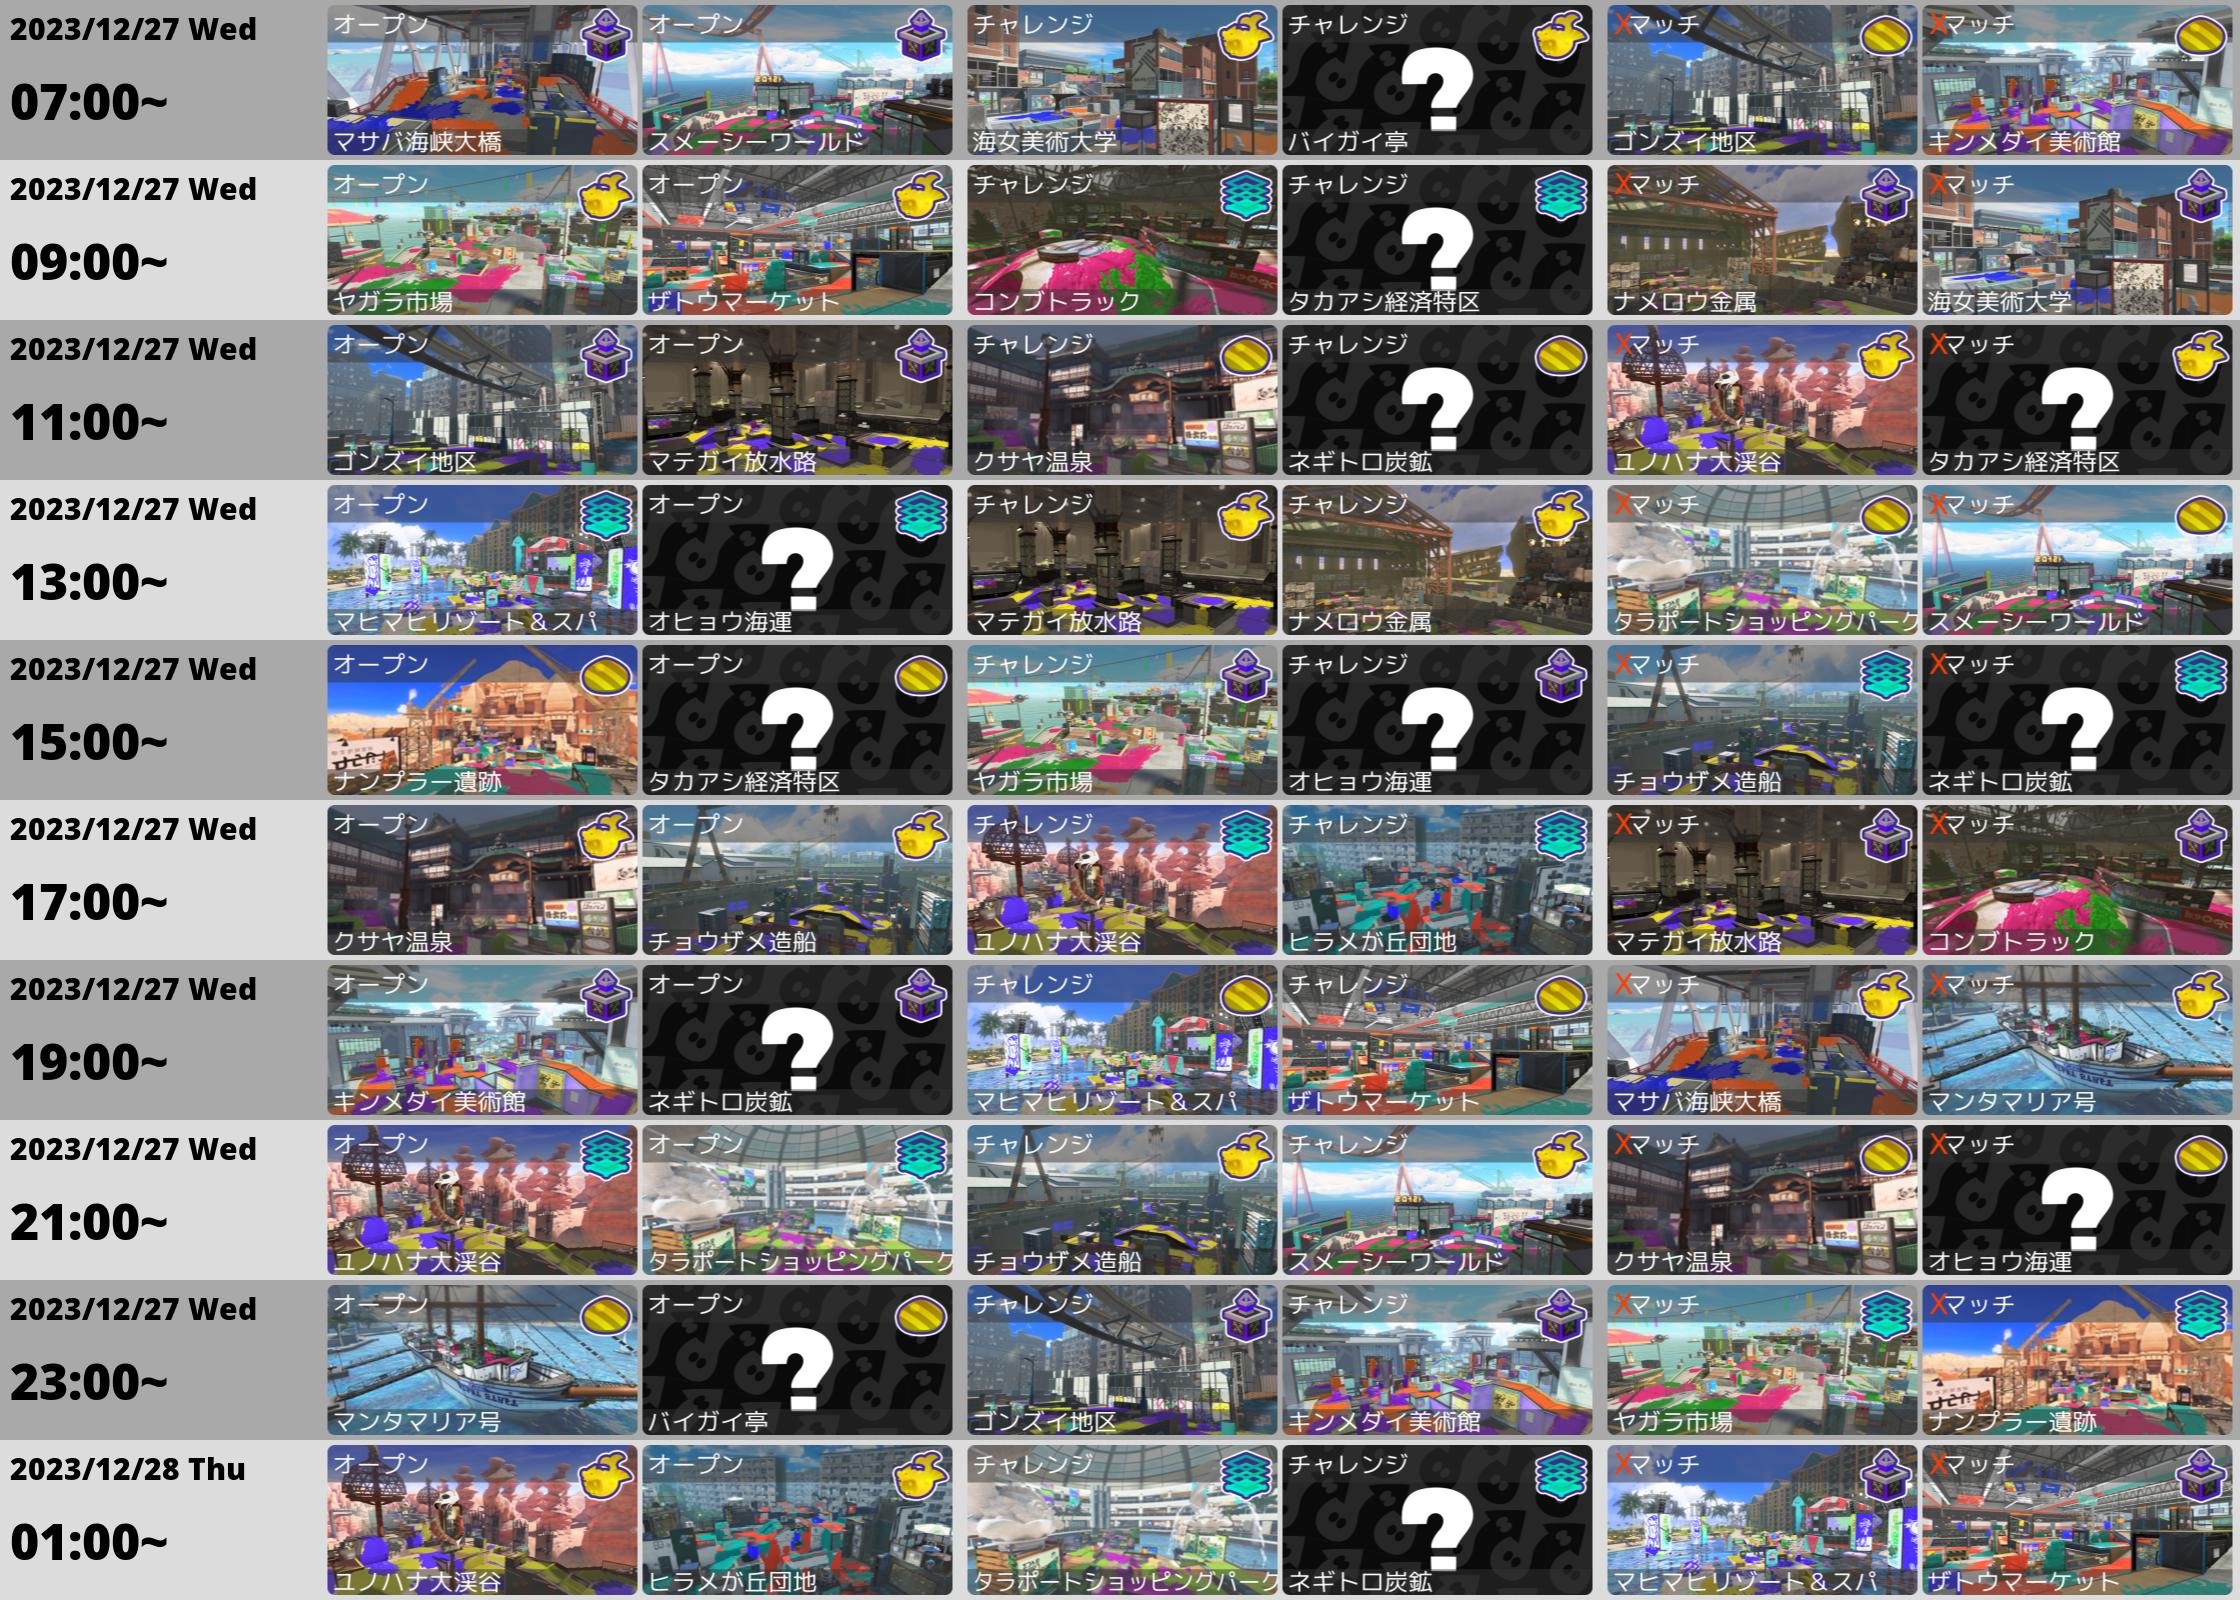 2023/12/27 Wed
07:00~
オープン オープン チャレンジ チャレンジ Xマッチ Xマッチ
マサバ海峡大橋 スメーシーワールド 海女美術大学 バイガイ亭 ゴンズイ地区 キンメダイ美術館
2023/12/27 Wed
09:00~
オープン オープン チャレンジ チャレンジ Xマッチ Xマッチ
ヤガラ市場 ザトウマーケット コンブトラック タカアシ経済特区 ナメロウ金属 海女美術大学
2023/12/27 Wed
11:00~
オープン オープン チャレンジ チャレンジ Xマッチ Xマッチ
ゴンズイ地区 マテガイ放水路 クサヤ温泉 ネギトロ炭鉱 ユノハナ大渓谷 タカアシ経済特区
2023/12/27 Wed
13:00~
オープン オープン チャレンジ チャレンジ Xマッチ Xマッチ
マヒマヒリゾート＆スパ オヒョウ海運 マテガイ放水路 ナメロウ金属 タラポートショッピングパーク スメーシーワールド
2023/12/27 Wed
15:00~
オープン オープン チャレンジ チャレンジ Xマッチ Xマッチ
ナンプラー遺跡 タカアシ経済特区 ヤガラ市場 オヒョウ海運 チョウザメ造船 ネギトロ炭鉱
2023/12/27 Wed
17:00~
オープン オープン チャレンジ チャレンジ Xマッチ Xマッチ
クサヤ温泉 チョウザメ造船 ユノハナ大渓谷 ヒラメが丘団地 マテガイ放水路 コンブトラック
2023/12/27 Wed
19:00~
オープン オープン チャレンジ チャレンジ Xマッチ Xマッチ
キンメダイ美術館 ネギトロ炭鉱 マヒマヒリゾート＆スパ ザトウマーケット マサバ海峡大橋 マンタマリア号
2023/12/27 Wed
21:00~
オープン オープン チャレンジ チャレンジ Xマッチ Xマッチ
ユノハナ大渓谷 タラポートショッピングパーク チョウザメ造船 スメーシーワールド クサヤ温泉 オヒョウ海運
2023/12/27 Wed
23:00~
オープン オープン チャレンジ チャレンジ Xマッチ Xマッチ
マンタマリア号 バイガイ亭 ゴンズイ地区 キンメダイ美術館 ヤガラ市場 ナンプラー遺跡
2023/12/28 Thu
01:00~
オープン オープン チャレンジ チャレンジ Xマッチ Xマッチ
ユノハナ大渓谷 ヒラメが丘団地 タラポートショッピングパーク ネギトロ炭鉱 マヒマヒリゾート＆スパ ザトウマーケット